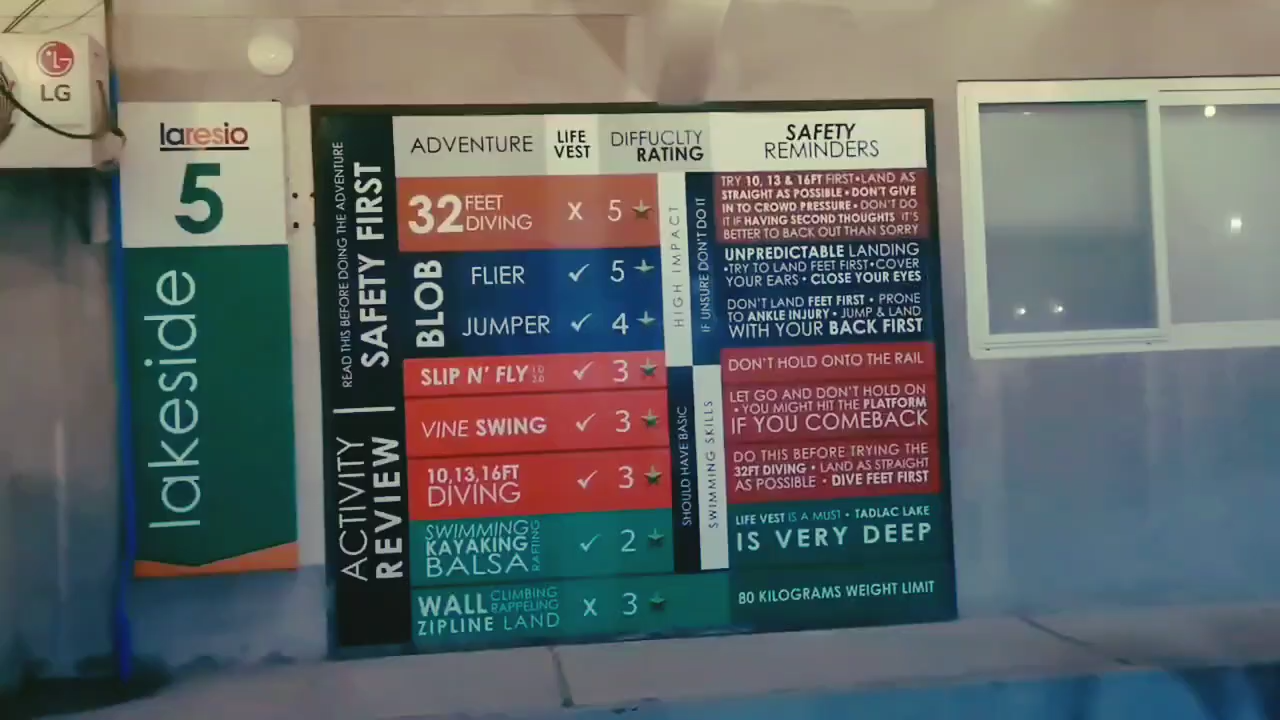 LG
laresio
5
lakeside
READ THIS BEFORE DOING THE ADVENTURE
ACTIVITY
REVIEW | SAFETY FIRST
ADVENTURE
LIFE
VEST
DIFFUCLTY
RATING
SAFETY
REMINDERS
32 FEET
DIVING
X 5
TRY 10, 13 & 16FT FIRST • LAND AS
STRAIGHT AS POSSIBLE • DON'T GIVE
IN TO CROWD PRESSURE • DON'T DO
IT IF HAVING SECOND THOUGHTS IT'S
BETTER TO BACK OUT THAN SORRY
BLOB
FLIER ✓ 5
UNPREDICTABLE LANDING
• TRY TO LAND FEET FIRST • COVER
YOUR EARS • CLOSE YOUR EYES
JUMPER ✓ 4
DON'T LAND FEET FIRST • PRONE
TO ANKLE INJURY • JUMP & LAND
WITH YOUR BACK FIRST
HIGH IMPACT
IF UNSURE DON'T DO IT
SLIP N' FLY ✓ 3
DON'T HOLD ONTO THE RAIL
VINE SWING ✓ 3
LET GO AND DON'T HOLD ON
• YOU MIGHT HIT THE PLATFORM
IF YOU COMEBACK
10,13,16FT
DIVING ✓ 3
DO THIS BEFORE TRYING THE
32FT DIVING • LAND AS STRAIGHT
AS POSSIBLE • DIVE FEET FIRST
SHOULD HAVE BASIC
SWIMMING SKILLS
SWIMMING
KAYAKING
BALSA RAFTING
✓ 2
LIFE VEST IS A MUST • TADLAC LAKE
IS VERY DEEP
WALL CLIMBING
RAPPELING
ZIPLINE LAND
X 3
80 KILOGRAMS WEIGHT LIMIT